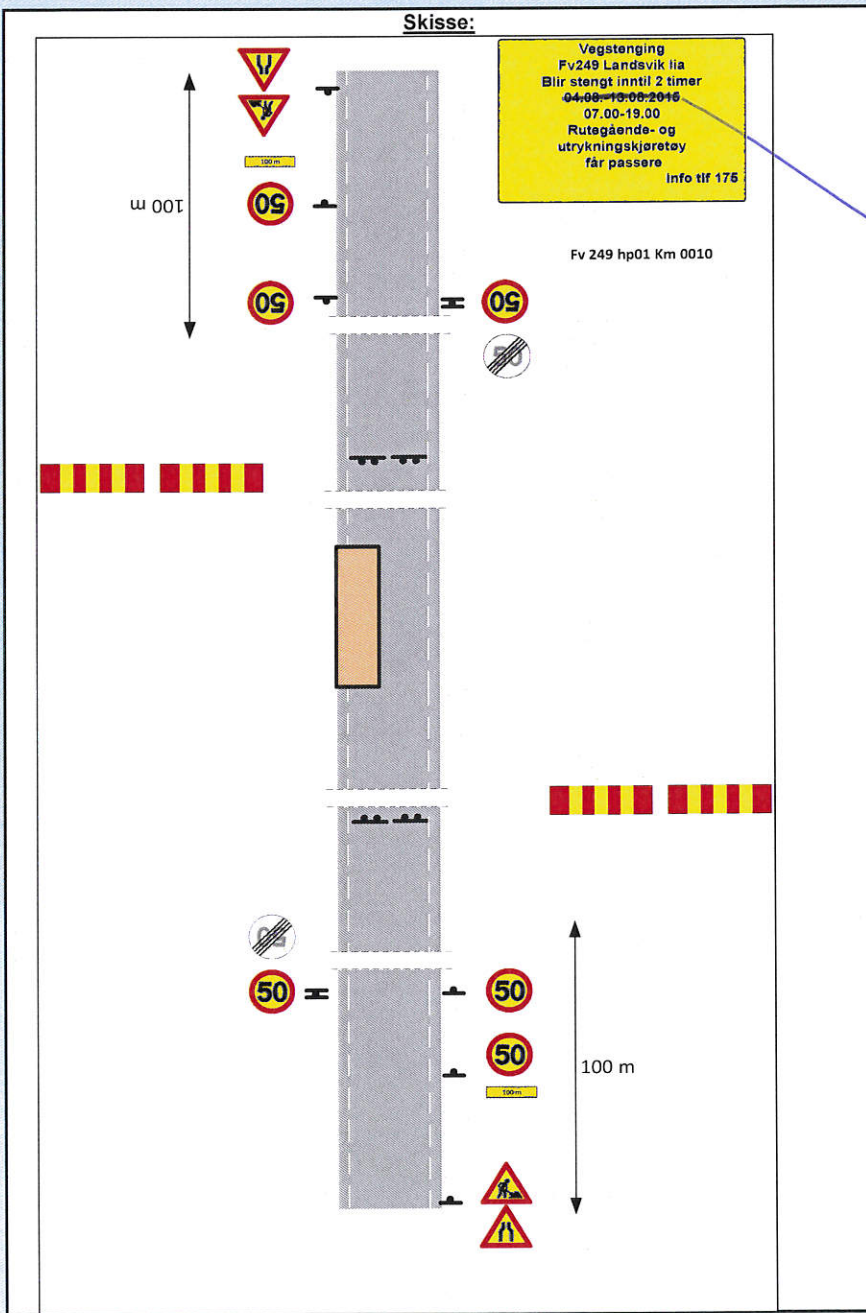 Skisse:
Vegstenging
Fv249 Landsvik lia
Blir stengt inntil 2 timer
04.08.-13.08.2015
07.00-19.00
Rutegående- og
utrykningskjøretøy
får passere
info tlf 175
Fv 249 hp01 Km 0010
100 m
100 m
50
50
50
50
50
50
50
50
100 m
100 m